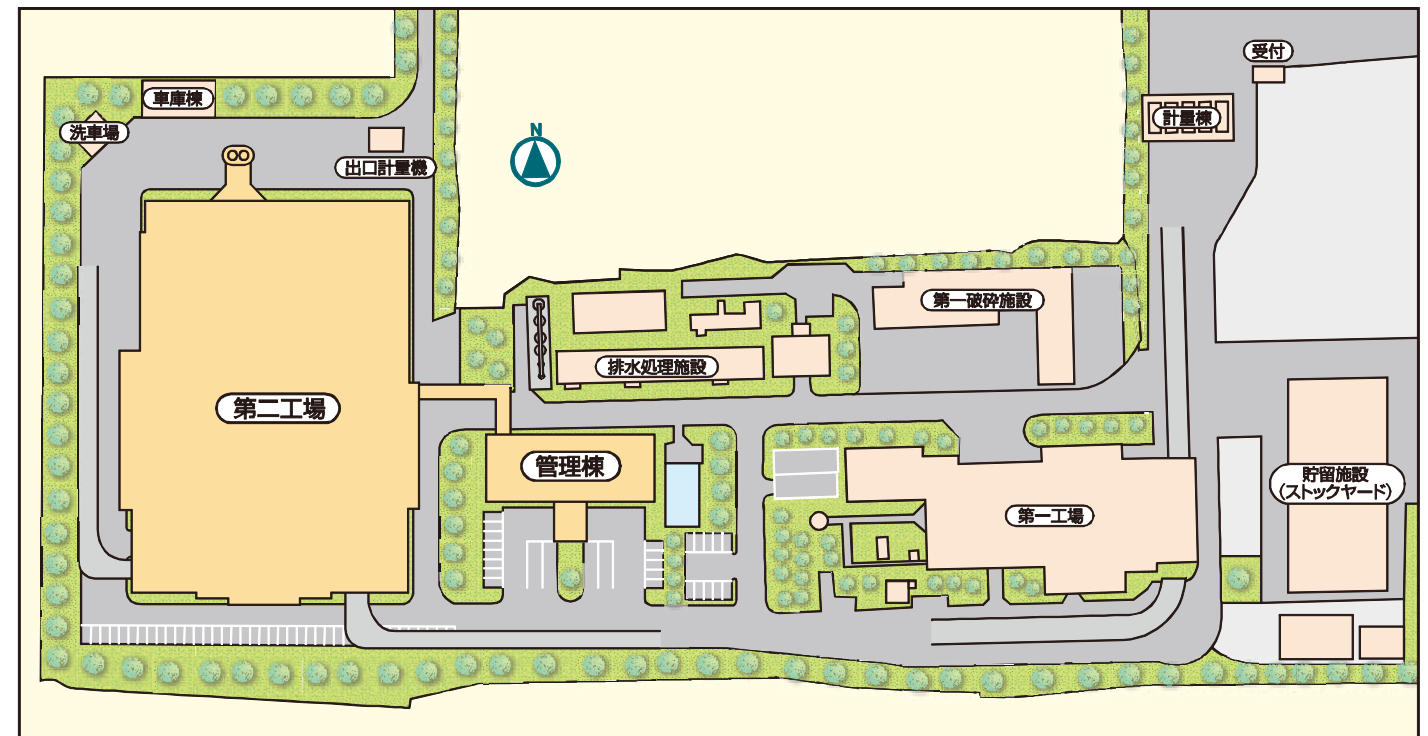 受付
車庫棟
計量棟
洗車場
N
出口計量機
第一破砕施設
排水処理施設
第二工場
管理棟
貯留施設
(ストックヤード)
第一工場